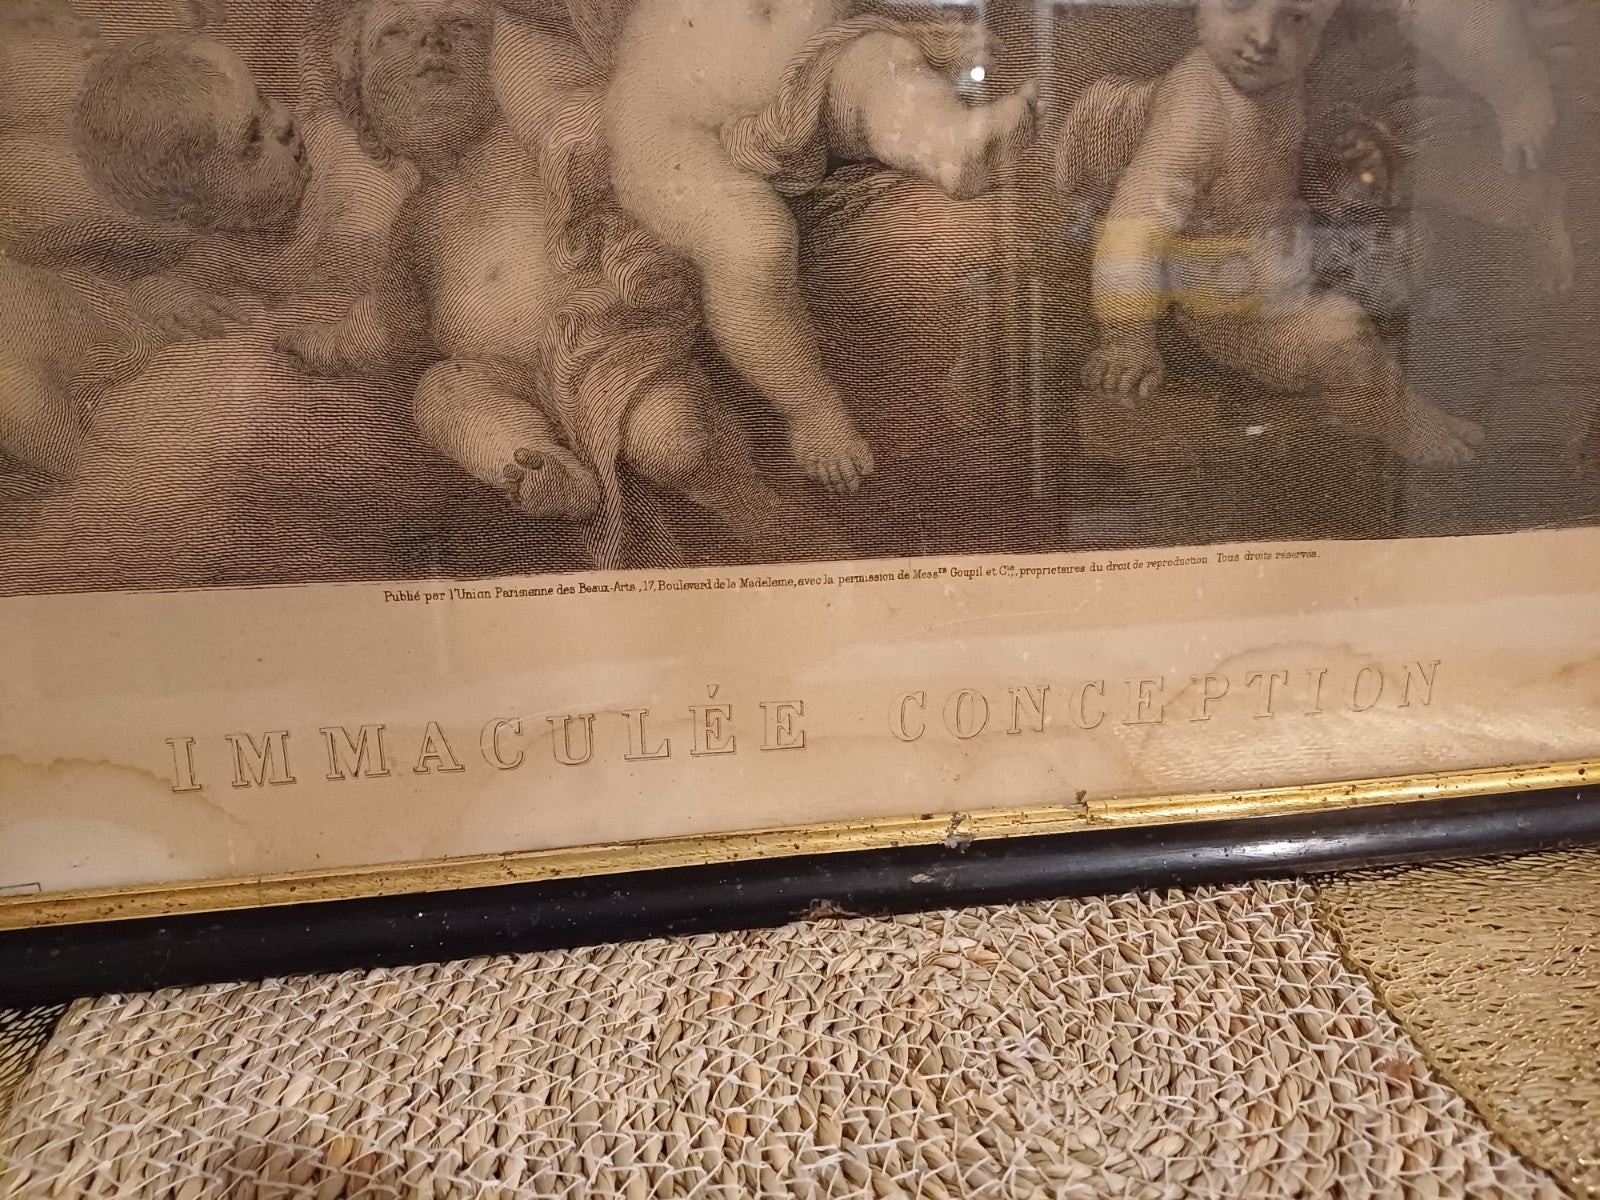 Publié par l'Union Parisienne des Beaux-Arts, 17, Boulevard de la Madeleine, avec la permission de Mess.rs Goupil et C.ie, proprietaires du droit de reproduction. Tous droits réservés.
IMMACULÉE CONCEPTION